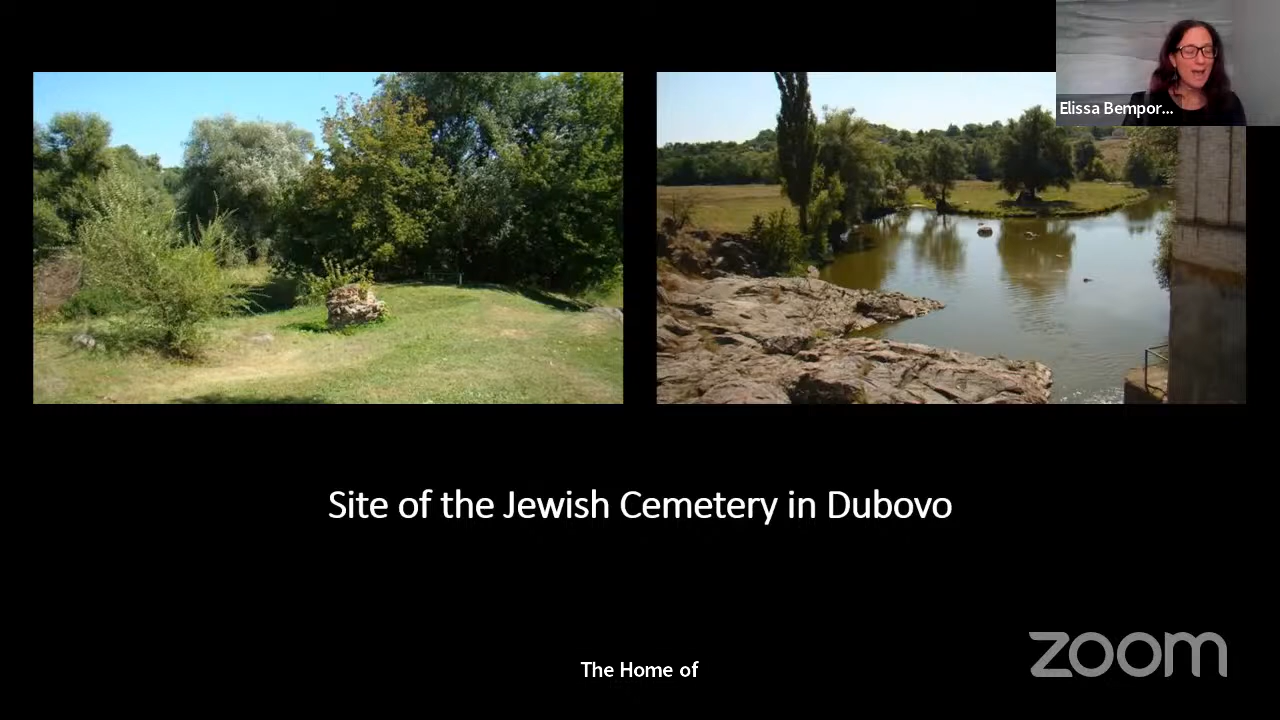 Elissa Bempor...
Site of the Jewish Cemetery in Dubovo
The Home of
zoom